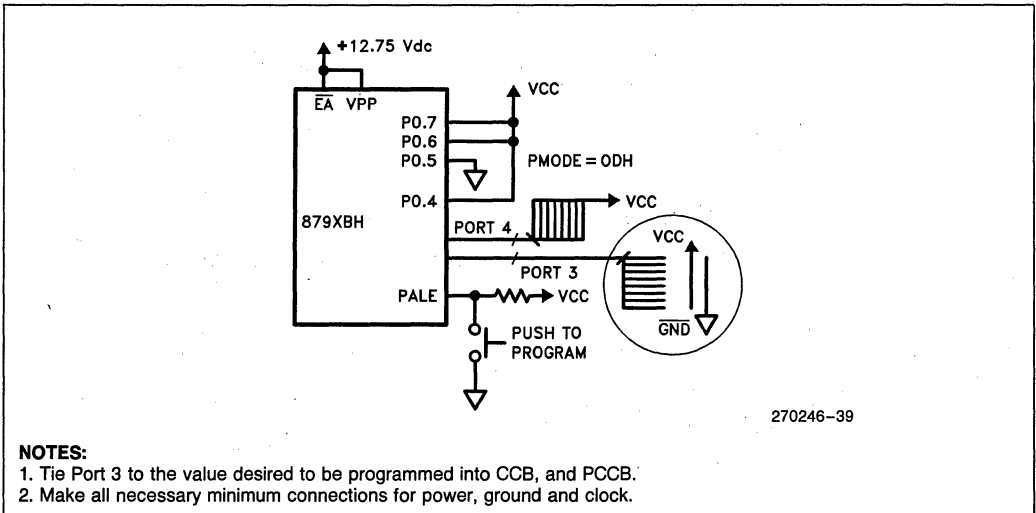 +12.75 Vdc
EA VPP
VCC
P0.7
P0.6
P0.5
PMODE = 0DH
P0.4
VCC
879XBH
PORT 4
VCC
PORT 3
PALE
VCC
GND
PUSH TO
PROGRAM
270246-39
NOTES:
1. Tie Port 3 to the value desired to be programmed into CCB, and PCCB.
2. Make all necessary minimum connections for power, ground and clock.